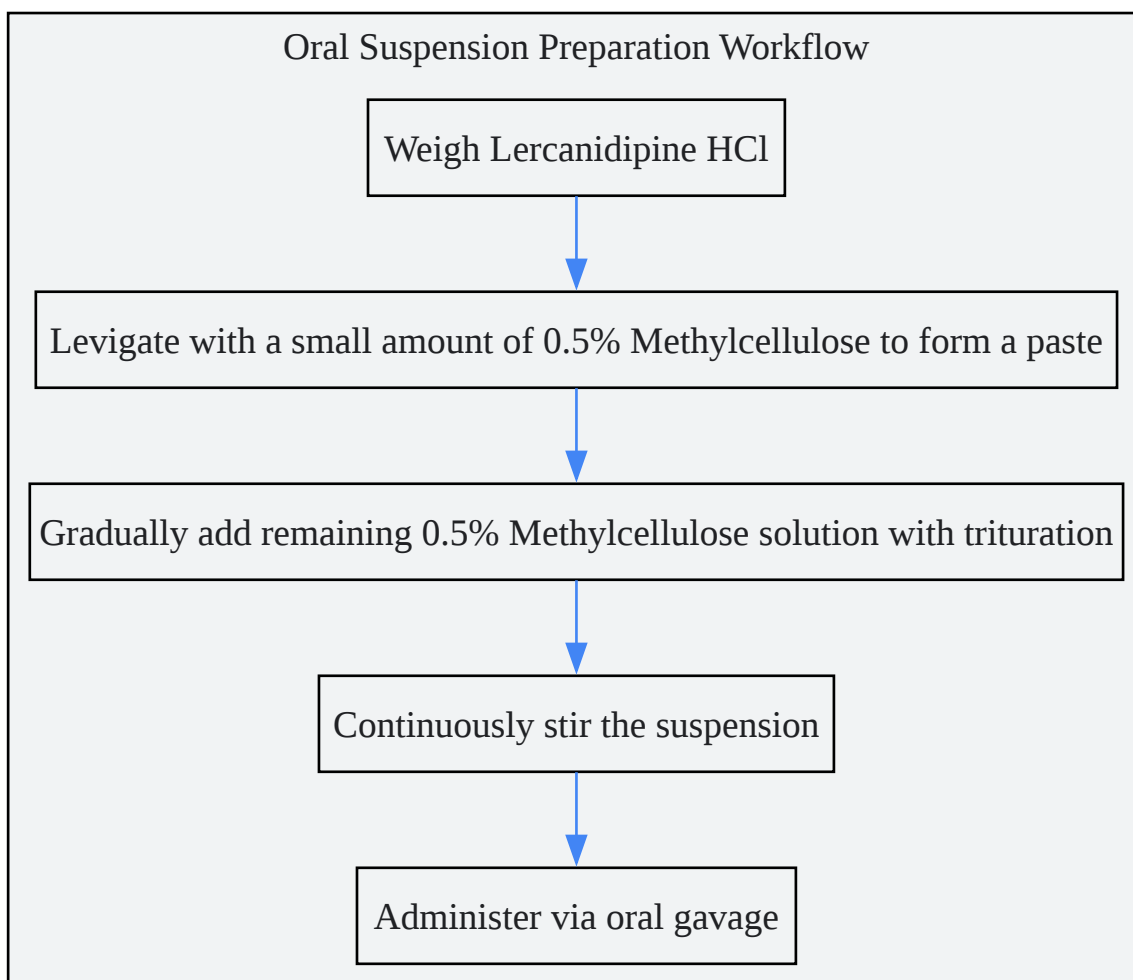 Oral Suspension Preparation Workflow
Weigh Lercanidipine HCl
Levigate with a small amount of 0.5% Methylcellulose to form a paste
Gradually add remaining 0.5% Methylcellulose solution with trituration
Continuously stir the suspension
Administer via oral gavage